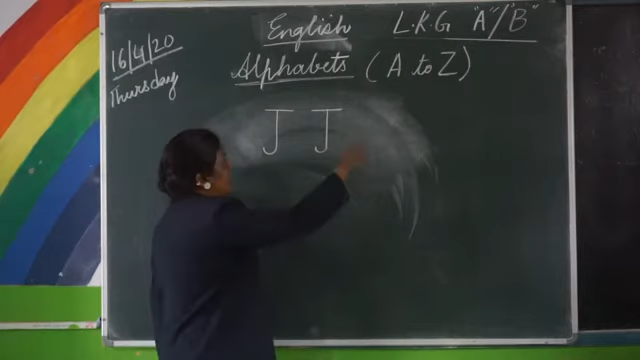 16/4/20
Thursday
English L.K.G "A"/"B"
Alphabets (A to Z)
J J